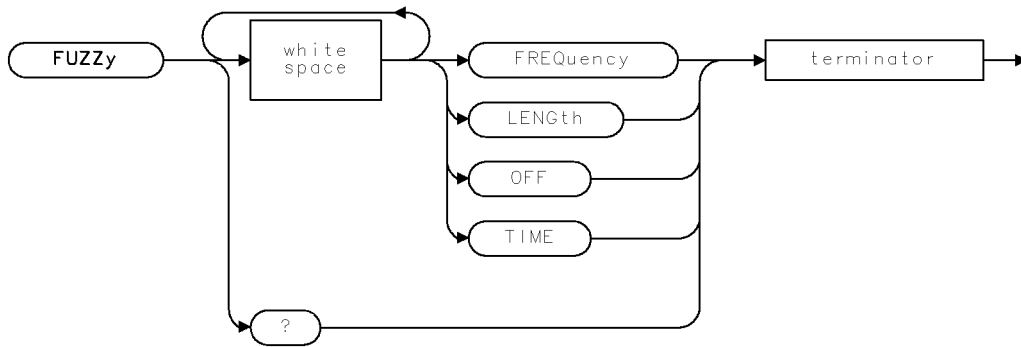 FUZZy
white
space
FREQuency
terminator
LENGth
OFF
TIME
?